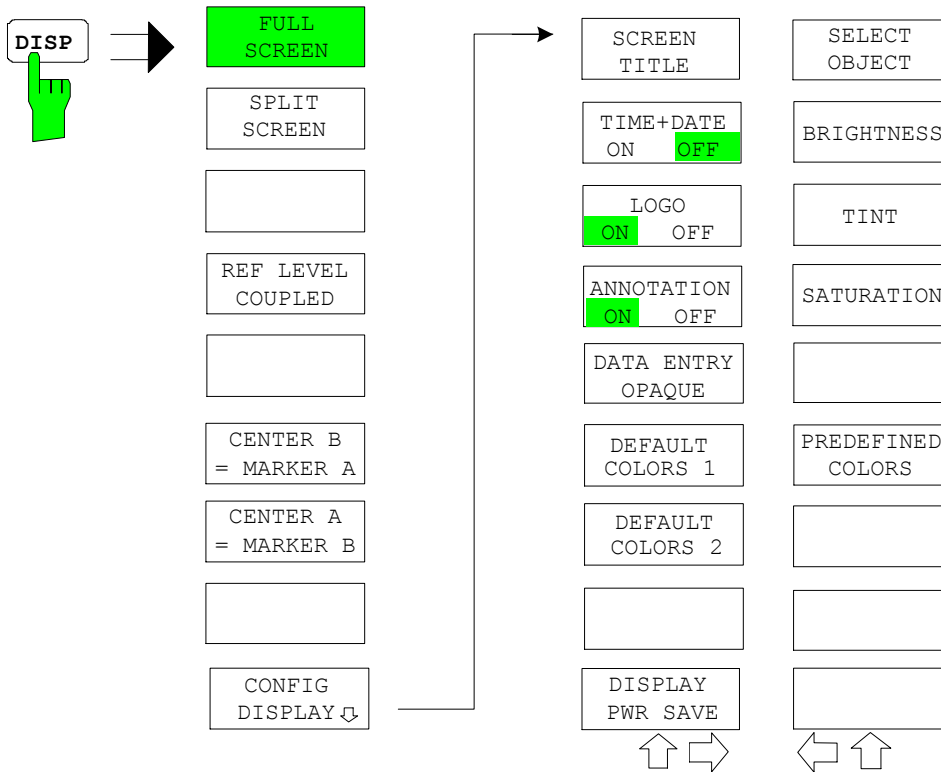 DISP
FULL
SCREEN
SPLIT
SCREEN
REF LEVEL
COUPLED
CENTER B
= MARKER A
CENTER A
= MARKER B
CONFIG
DISPLAY
SCREEN
TITLE
TIME+DATE
ON OFF
LOGO
ON OFF
ANNOTATION
ON OFF
DATA ENTRY
OPAQUE
DEFAULT
COLORS 1
DEFAULT
COLORS 2
DISPLAY
PWR SAVE
SELECT
OBJECT
BRIGHTNESS
TINT
SATURATION
PREDEFINED
COLORS